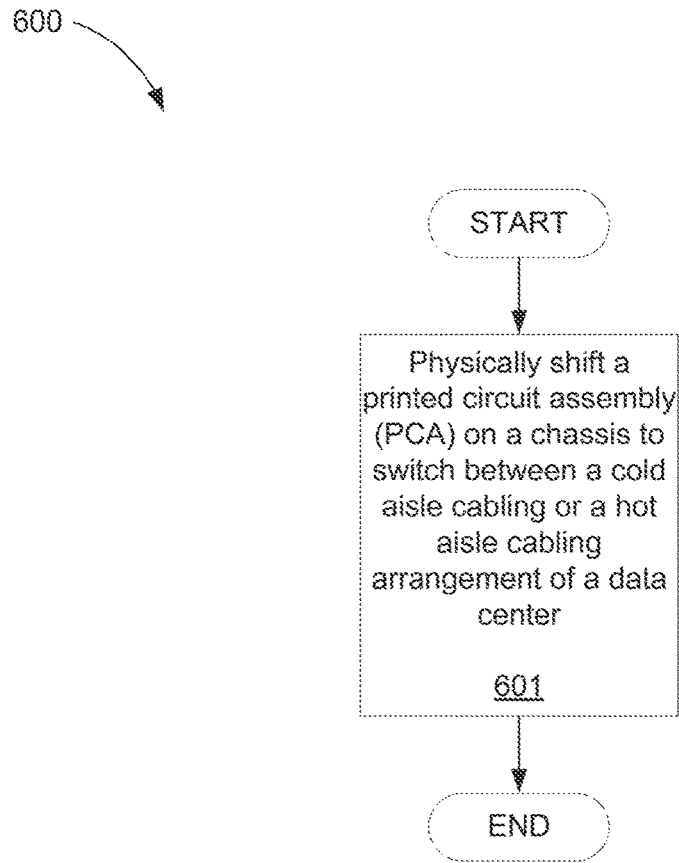 600
START
Physically shift a
printed circuit assembly
(PCA) on a chassis to
switch between a cold
aisle cabling or a hot
aisle cabling
arrangement of a data
center
601
END